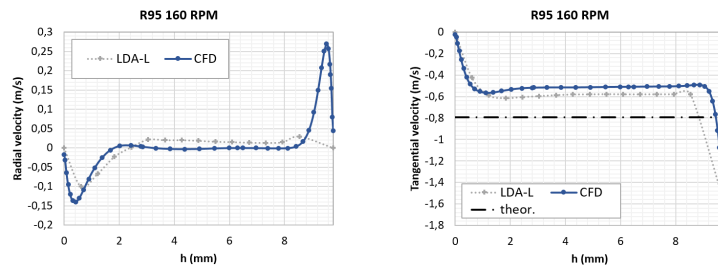 R95 160 RPM
Radial velocity (m/s)
0,3
0,25
0,2
0,15
0,1
0,05
0
-0,05
-0,1
-0,15
-0,2
LDA-L CFD
0 2 4 6 8
h (mm)
R95 160 RPM
Tangential velocity (m/s)
0
-0,2
-0,4
-0,6
-0,8
-1
-1,2
-1,4
-1,6
-1,8
LDA-L CFD
theor.
0 2 4 6 8
h (mm)